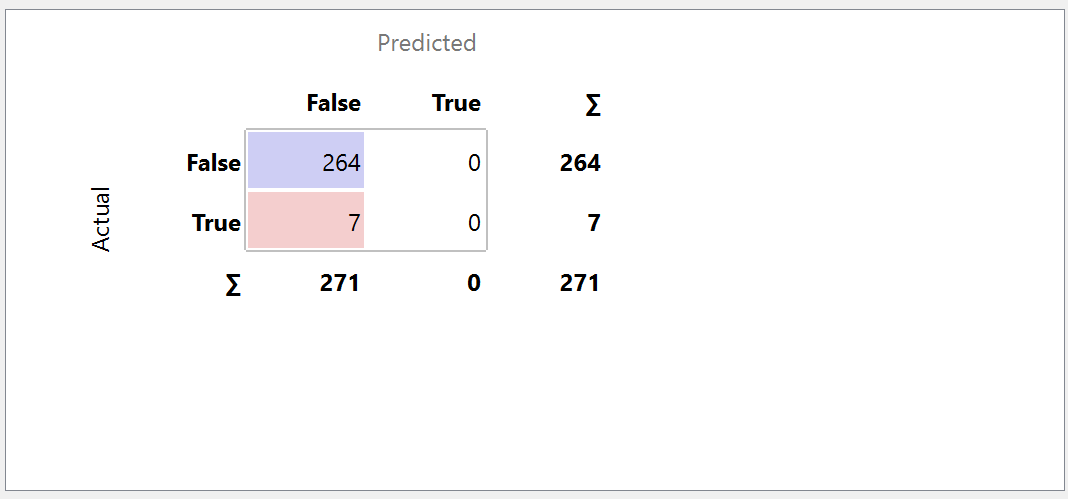 Predicted
False True ∑
False 264 0 264
Actual
True 7 0 7
∑ 271 0 271